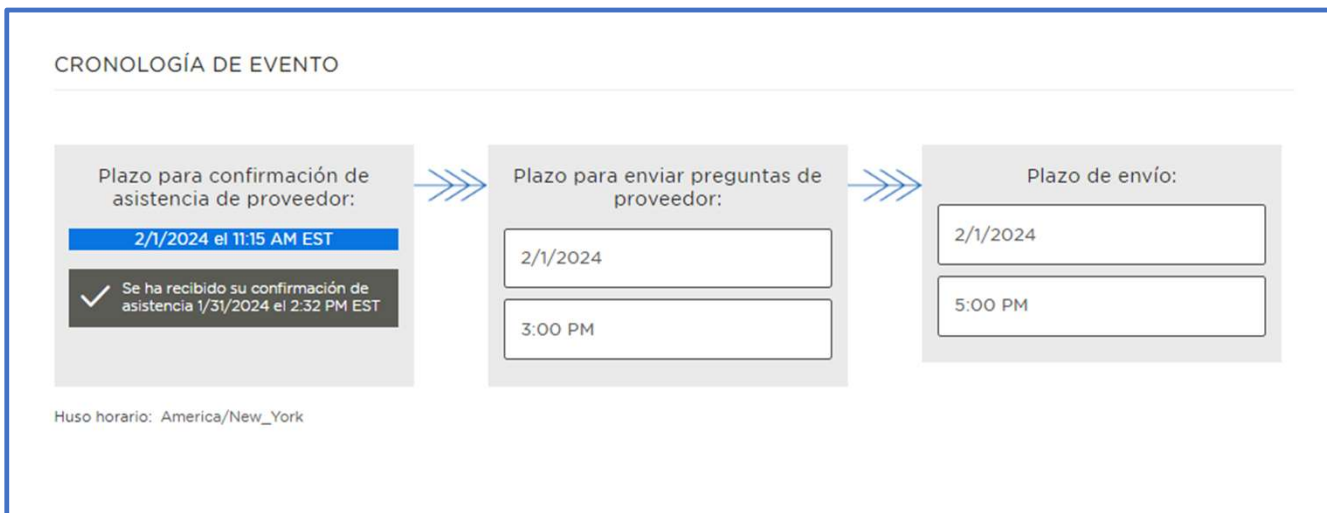 CRONOLOGÍA DE EVENTO
Plazo para confirmación de
asistencia de proveedor:
2/1/2024 el 11:15 AM EST
Se ha recibido su confirmación de
asistencia 1/31/2024 el 2:32 PM EST
Plazo para enviar preguntas de
proveedor:
2/1/2024
3:00 PM
Plazo de envío:
2/1/2024
5:00 PM
Huso horario: America/New_York